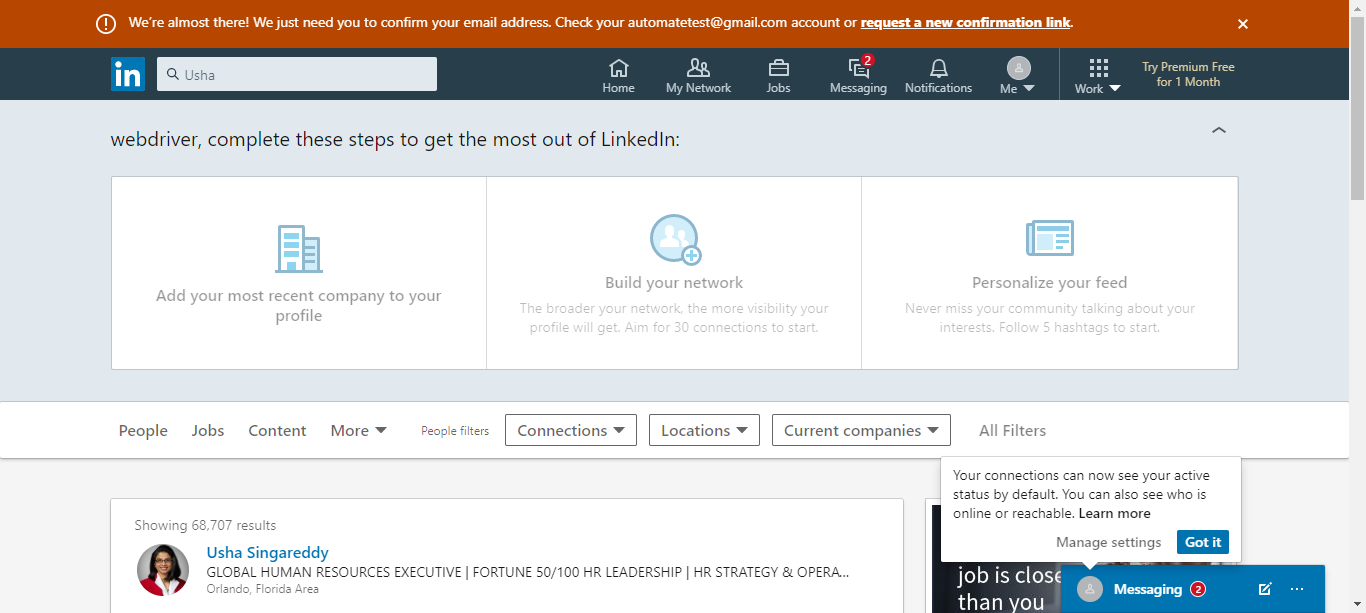 We're almost there! We just need you to confirm your email address. Check your automatetest@gmail.com account or request a new confirmation link.
in
Usha
Home
My Network
Jobs
2
Messaging
Notifications
Me
Work
Try Premium Free
for 1 Month
webdriver, complete these steps to get the most out of LinkedIn:
Add your most recent company to your
profile
Build your network
The broader your network, the more visibility your
profile will get. Aim for 30 connections to start.
Personalize your feed
Never miss your community talking about your
interests. Follow 5 hashtags to start.
People Jobs Content More People filters Connections Locations Current companies All Filters
Your connections can now see your active
status by default. You can also see who is
online or reachable. Learn more
Manage settings Got it
Showing 68,707 results
Usha Singareddy
GLOBAL HUMAN RESOURCES EXECUTIVE | FORTUNE 50/100 HR LEADERSHIP | HR STRATEGY & OPERA...
Orlando, Florida Area
job is close
than you
Messaging 2 ...